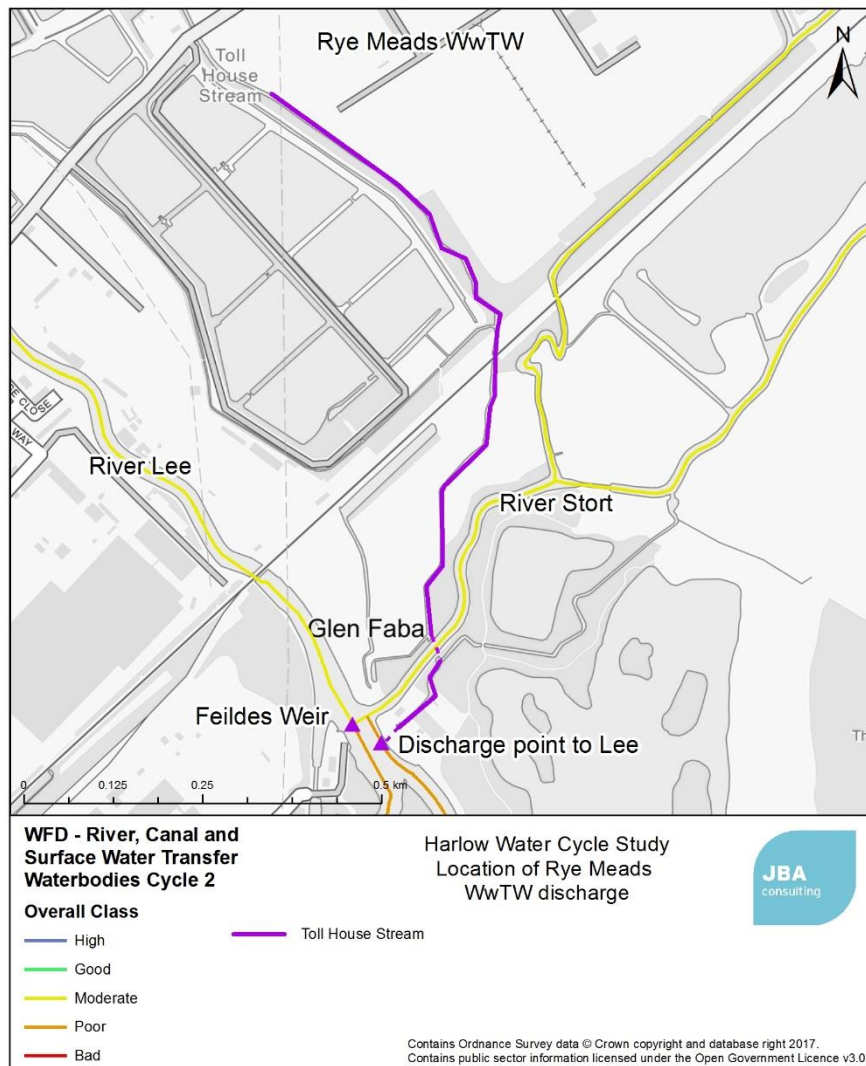 Rye Meads WwTW
N
Toll
House
Stream
E CLOSE
WAY
River Lee
River Stort
Glen Faba
Feildes Weir
Discharge point to Lee
Th
0
0.125
0.25
0.5 km
WFD - River, Canal and
Surface Water Transfer
Waterbodies Cycle 2
Overall Class
High
Good
Moderate
Poor
Bad
Toll House Stream
Harlow Water Cycle Study
Location of Rye Meads
WwTW discharge
JBA
consulting
Contains Ordnance Survey data © Crown copyright and database right 2017.
Contains public sector information licensed under the Open Government Licence v3.0